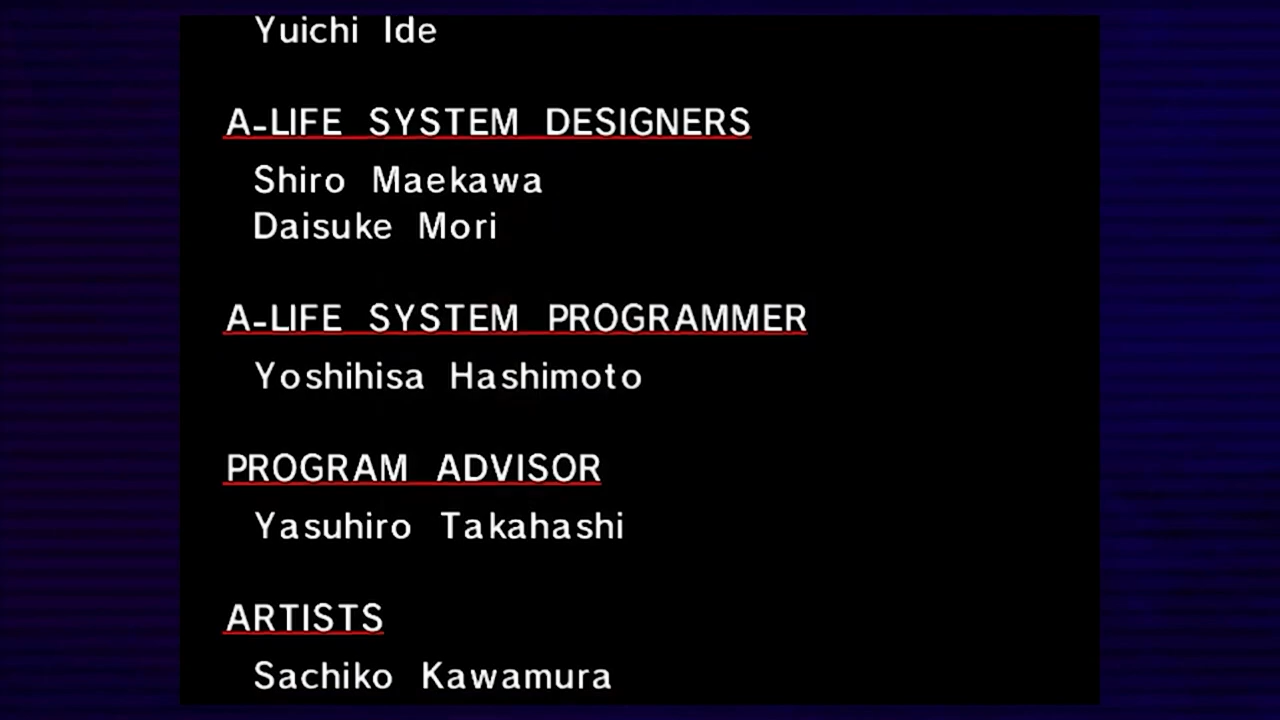 Yuichi Ide
A-LIFE SYSTEM DESIGNERS
Shiro Maekawa
Daisuke Mori
A-LIFE SYSTEM PROGRAMMER
Yoshihisa Hashimoto
PROGRAM ADVISOR
Yasuhiro Takahashi
ARTISTS
Sachiko Kawamura